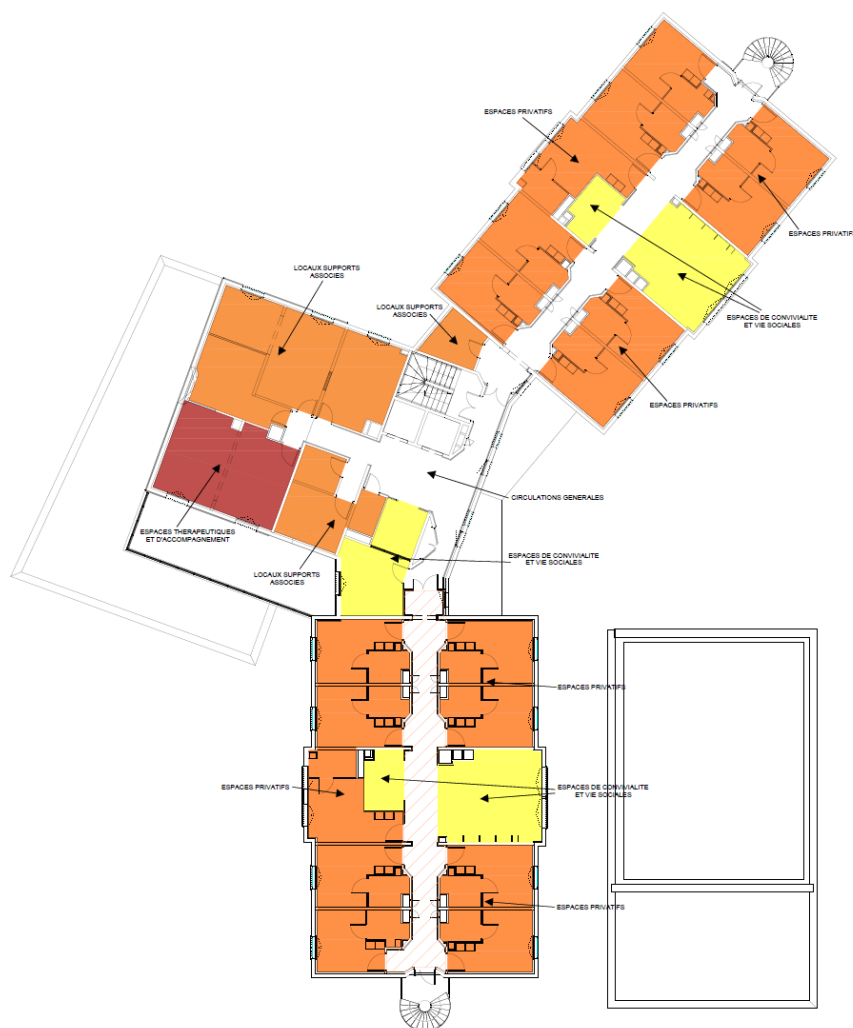 ESPACES PRIVATIFS
ESPACES PRIVATIFS
LOCAUX SUPPORTS
ASSOCIES
LOCAUX SUPPORTS
ASSOCIES
ESPACES DE CONVIVIALITE
ET VIE SOCIALES
ESPACES PRIVATIFS
CIRCULATIONS GENERALES
ESPACES THERAPEUTIQUES
ET D'ACCOMPAGNEMENT
ESPACES DE CONVIVIALITE
ET VIE SOCIALES
LOCAUX SUPPORTS
ASSOCIES
ESPACES PRIVATIFS
ESPACES PRIVATIFS
ESPACES DE CONVIVIALITE
ET VIE SOCIALES
ESPACES PRIVATIFS